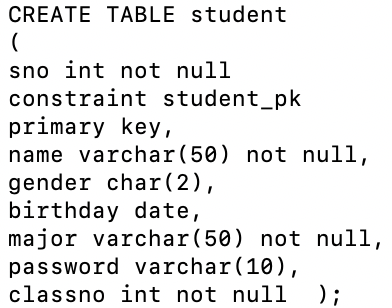 CREATE TABLE student
(
sno int not null
constraint student_pk
primary key,
name varchar(50) not null,
gender char(2),
birthday date,
major varchar(50) not null,
password varchar(10),
classno int not null  );